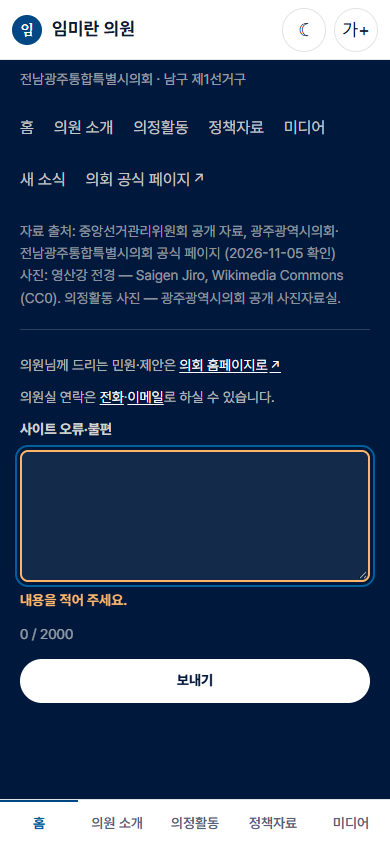 임 임미란 의원 ☾ 가+
전남광주통합특별시의회 · 남구 제1선거구
홈 의원 소개 의정활동 정책자료 미디어
새 소식 의회 공식 페이지 ↗
자료 출처: 중앙선거관리위원회 공개 자료, 광주광역시의회·
전남광주통합특별시의회 공식 페이지 (2026-11-05 확인)
사진: 영산강 전경 — Saigen Jiro, Wikimedia Commons
(CC0). 의정활동 사진 — 광주광역시의회 공개 사진자료실.
의원님께 드리는 민원·제안은 의회 홈페이지로 ↗
의원실 연락은 전화·이메일로 하실 수 있습니다.
사이트 오류·불편
내용을 적어 주세요.
0 / 2000
보내기
홈 의원 소개 의정활동 정책자료 미디어